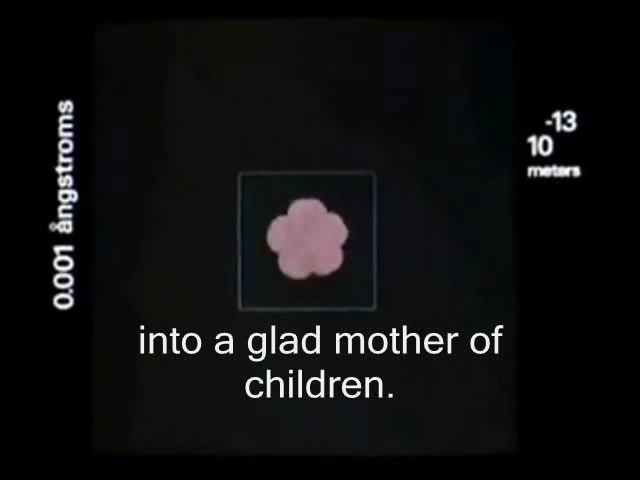 0.001 ångstroms
-13
10
meters
into a glad mother of
children.